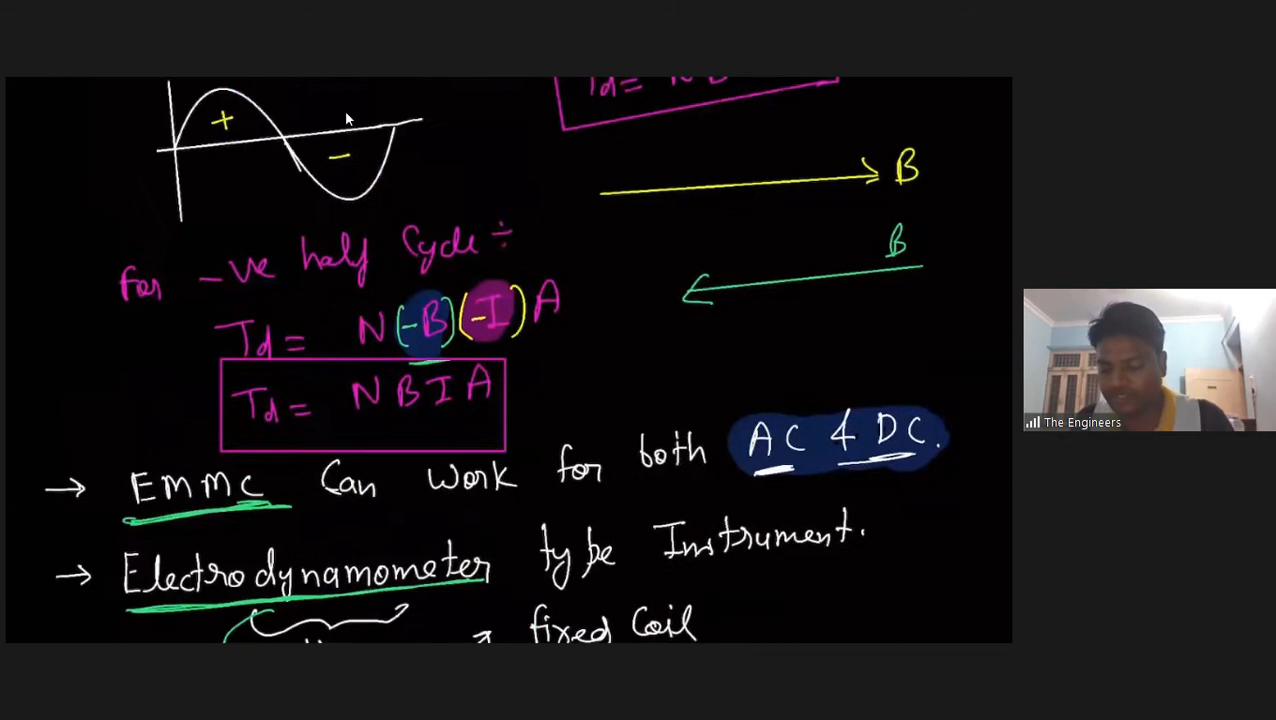 Td = N B
+
-
B
B
for -ve half Cycle ÷
Td = N (-B) (-I) A
Td = N B I A
→ EMMC Can work for both AC & DC.
→ Electrodynamometer type Instrument.
fixed Coil
The Engineers